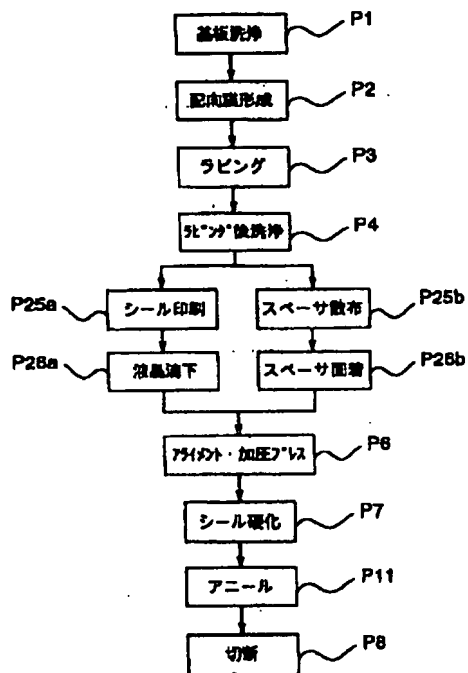 基板洗浄 P1
配向膜形成 P2
ラビング P3
ラビング後洗浄 P4
P25a シール印刷 スペーサ散布 P25b
P26a 液晶滴下 スペーサ固着 P26b
アライメント・加圧プレス P6
シール硬化 P7
アニール P11
切断 P8